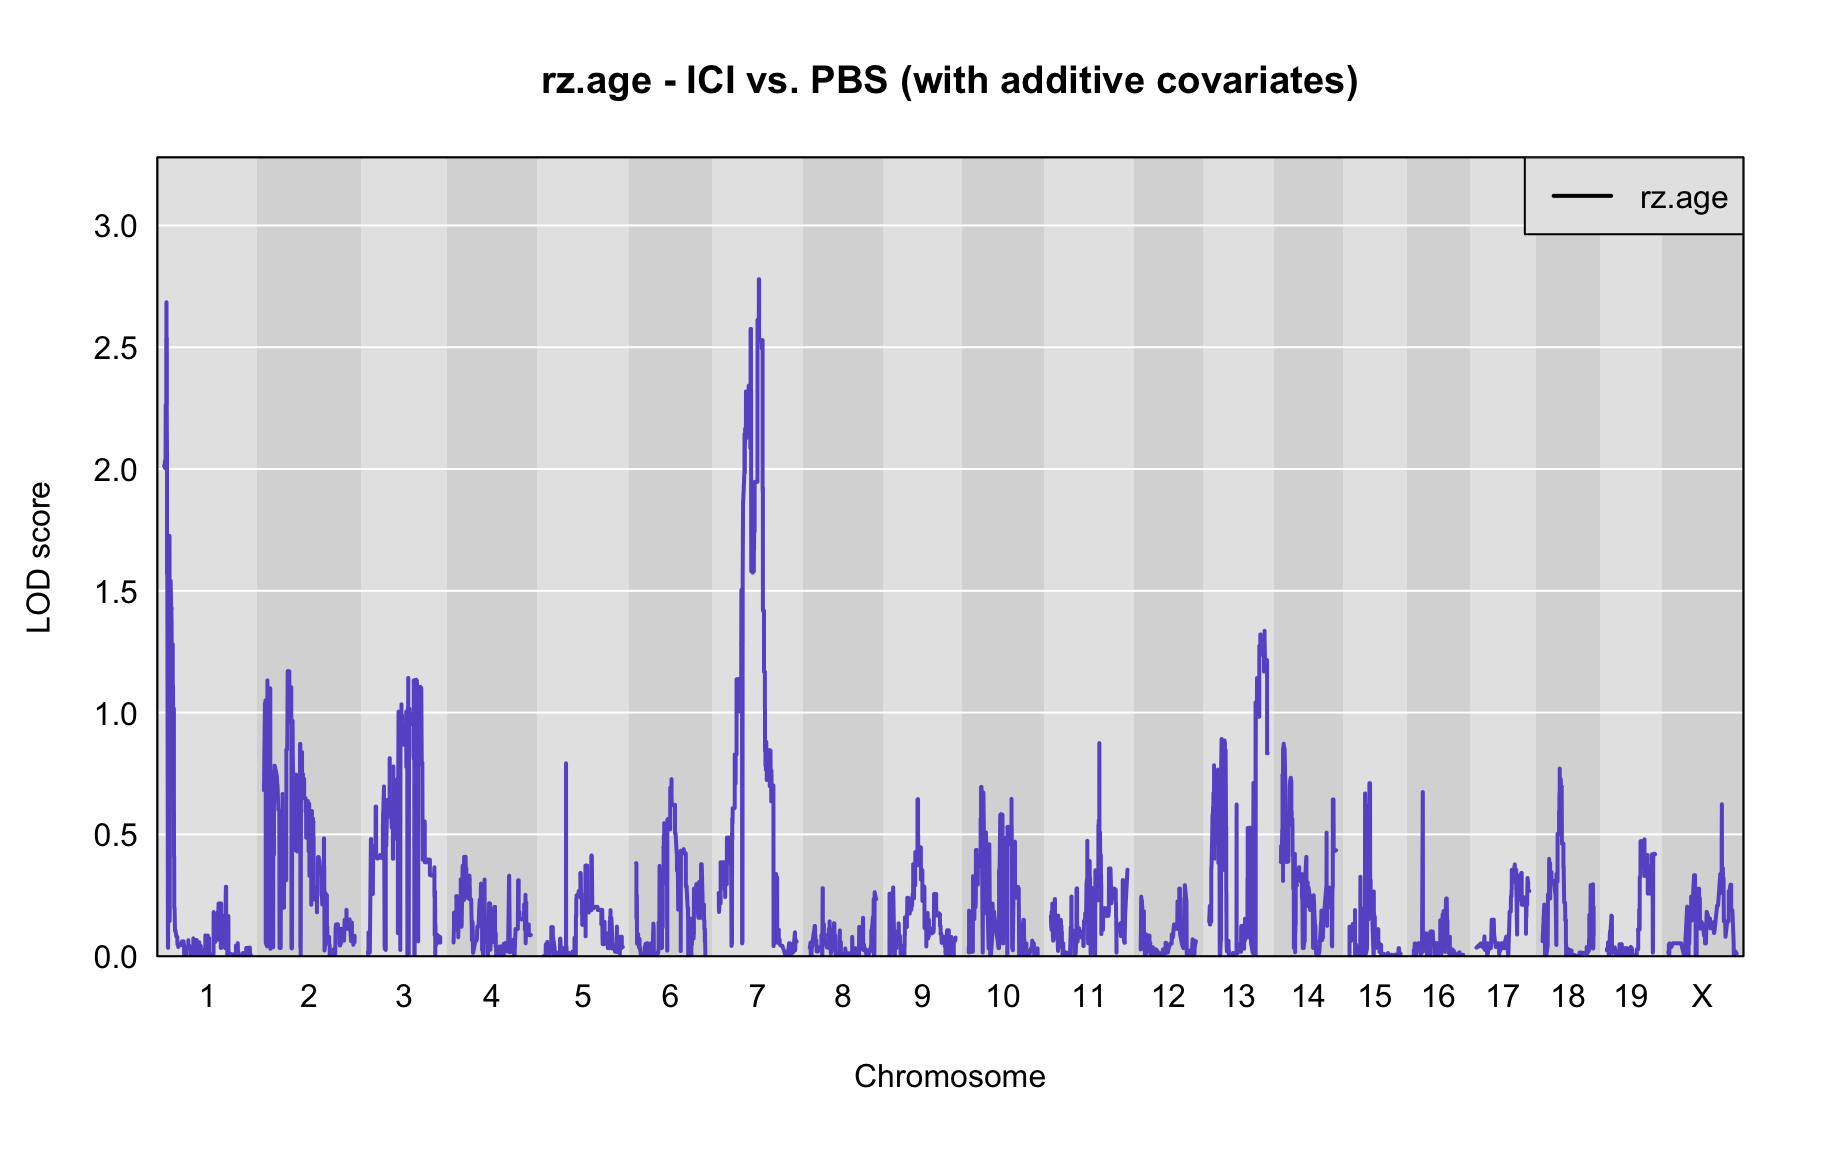 rz.age - ICI vs. PBS (with additive covariates)
rz.age
LOD score
3.0
2.5
2.0
1.5
1.0
0.5
0.0
1 2 3 4 5 6 7 8 9 10 11 12 13 14 15 16 17 18 19 X
Chromosome